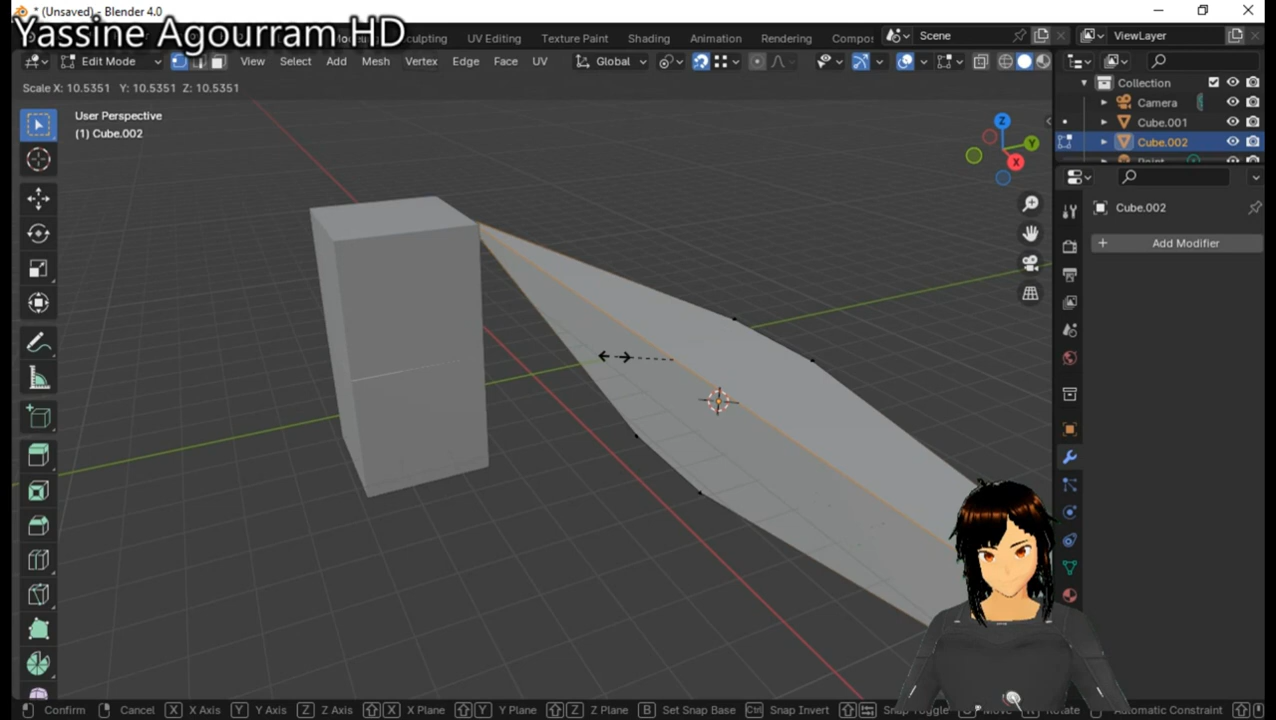 * (Unsaved) - Blender 4.0
Yassine Agourram HD
Sculpting UV Editing Texture Paint Shading Animation Rendering Compos Scene ViewLayer
Edit Mode View Select Add Mesh Vertex Edge Face UV Global
Scale X: 10.5351 Y: 10.5351 Z: 10.5351
User Perspective
(1) Cube.002
Z
Y
X
Collection
Camera
Cube.001
Cube.002
Point
Cube.002
Add Modifier
Confirm Cancel X X Axis Y Y Axis Z Z Axis X X Plane Y Y Plane Z Z Plane B Set Snap Base Ctrl Snap Invert Snap Toggle Move Automatic Constraint